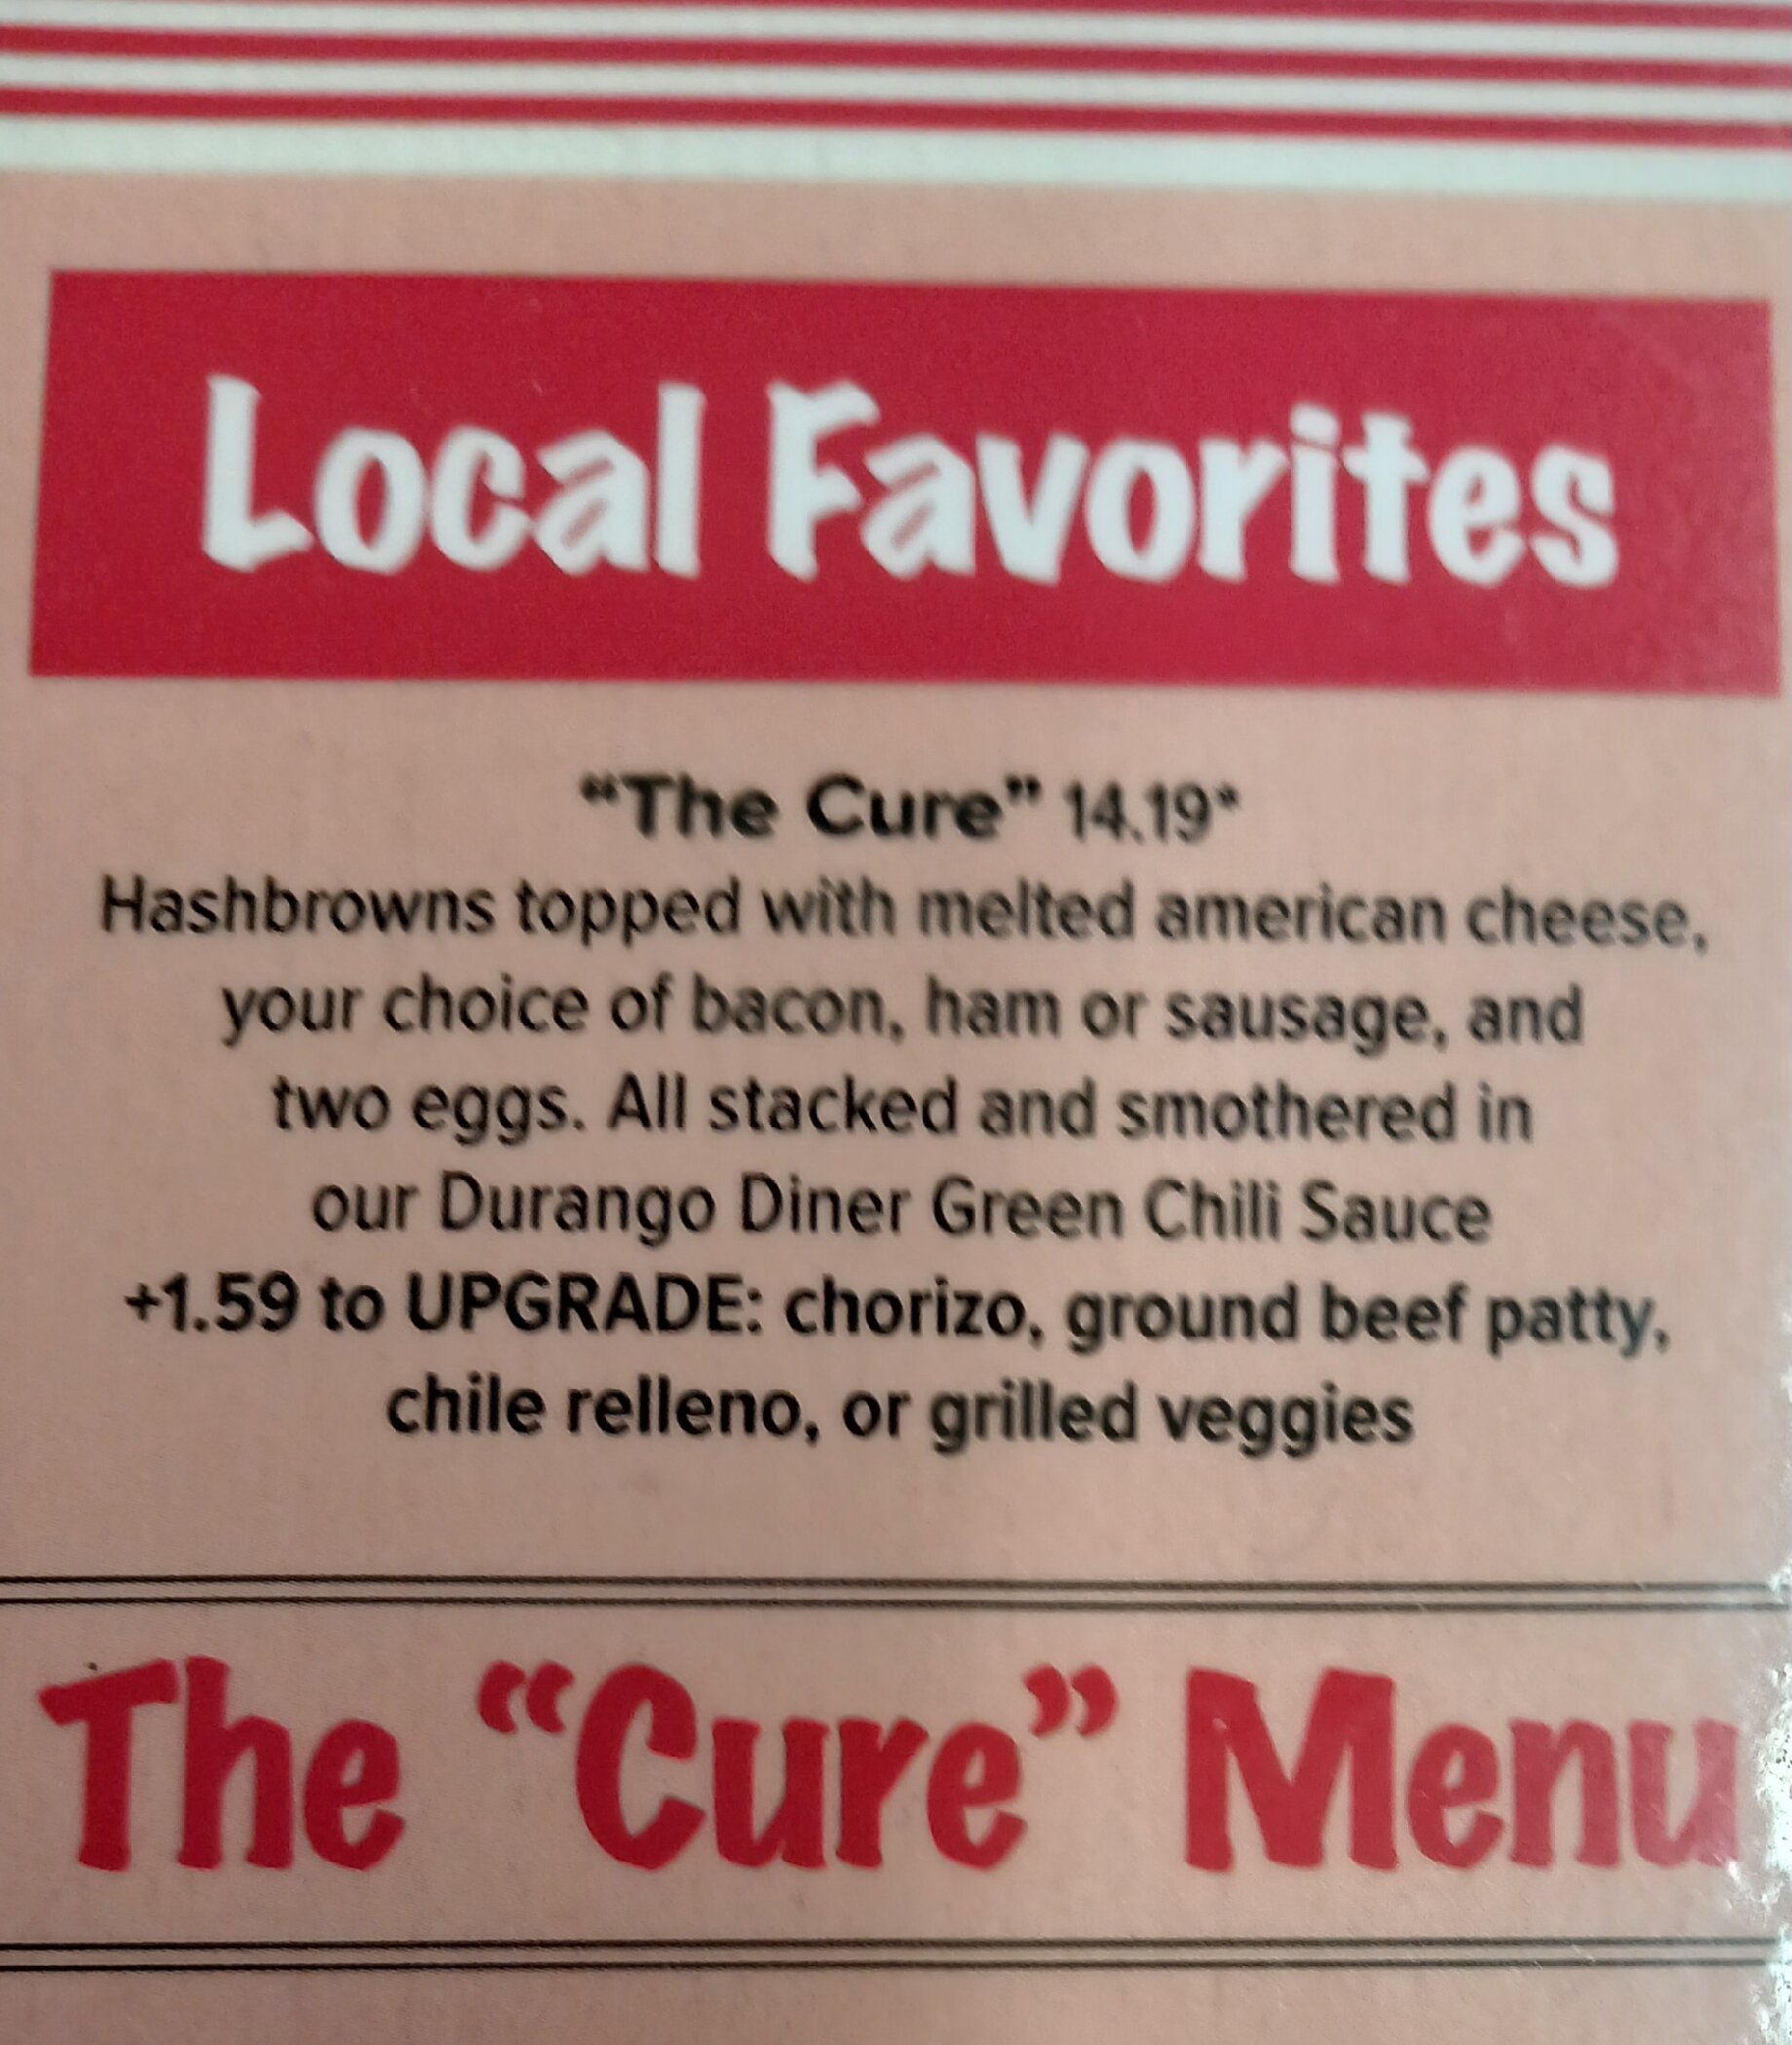 Local Favorites
“The Cure” 14.19*
Hashbrowns topped with melted american cheese,
your choice of bacon, ham or sausage, and
two eggs. All stacked and smothered in
our Durango Diner Green Chili Sauce
+1.59 to UPGRADE: chorizo, ground beef patty,
chile relleno, or grilled veggies
The “Cure” Menu